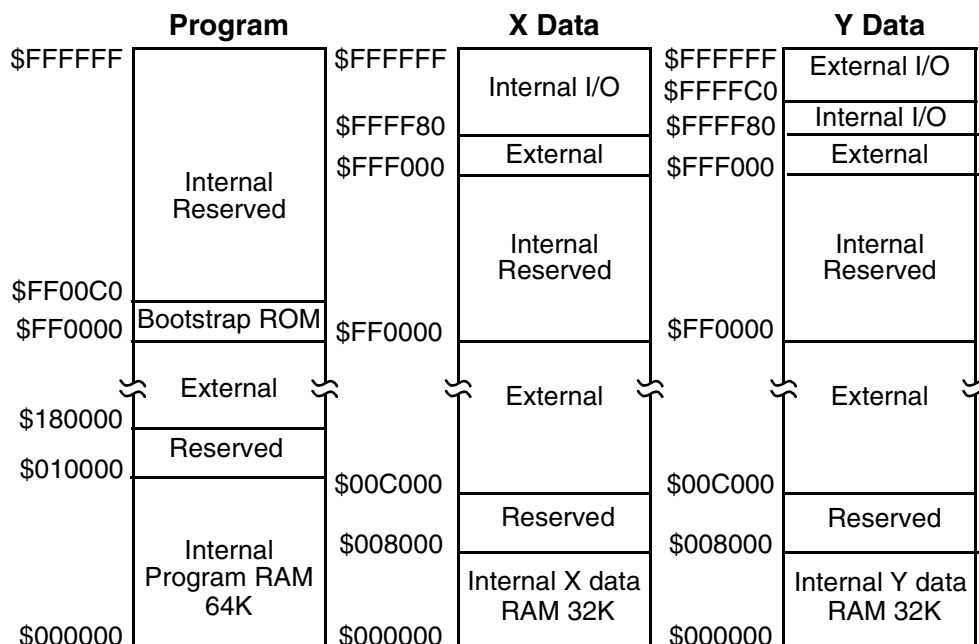 Program
X Data
Y Data
$FFFFFF
$FFFFFF
$FFFFFF
External I/O
Internal I/O
$FFFFC0
$FFFF80
$FFFF80
Internal I/O
$FFF000
External
$FFF000
External
Internal
Reserved
Internal
Reserved
Internal
Reserved
$FF00C0
$FF0000
Bootstrap ROM
$FF0000
$FF0000
External
External
External
$180000
Reserved
$010000
$00C000
$00C000
Reserved
Reserved
$008000
$008000
Internal
Program RAM
64K
Internal X data
RAM 32K
Internal Y data
RAM 32K
$000000
$000000
$000000